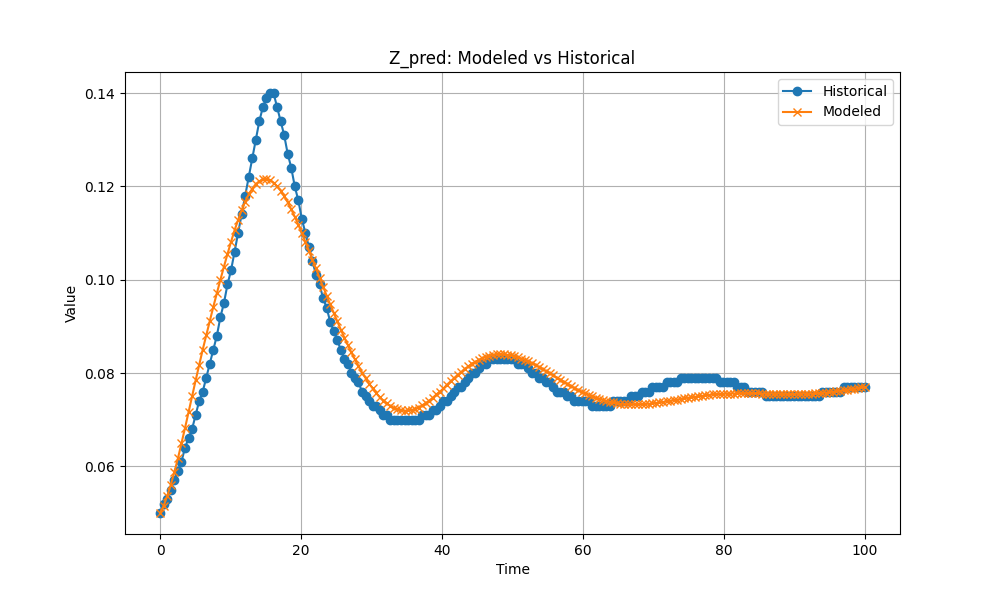 Z_pred: Modeled vs Historical
Historical
Modeled
0.14
0.12
0.10
0.08
0.06
Value
0 20 40 60 80 100
Time